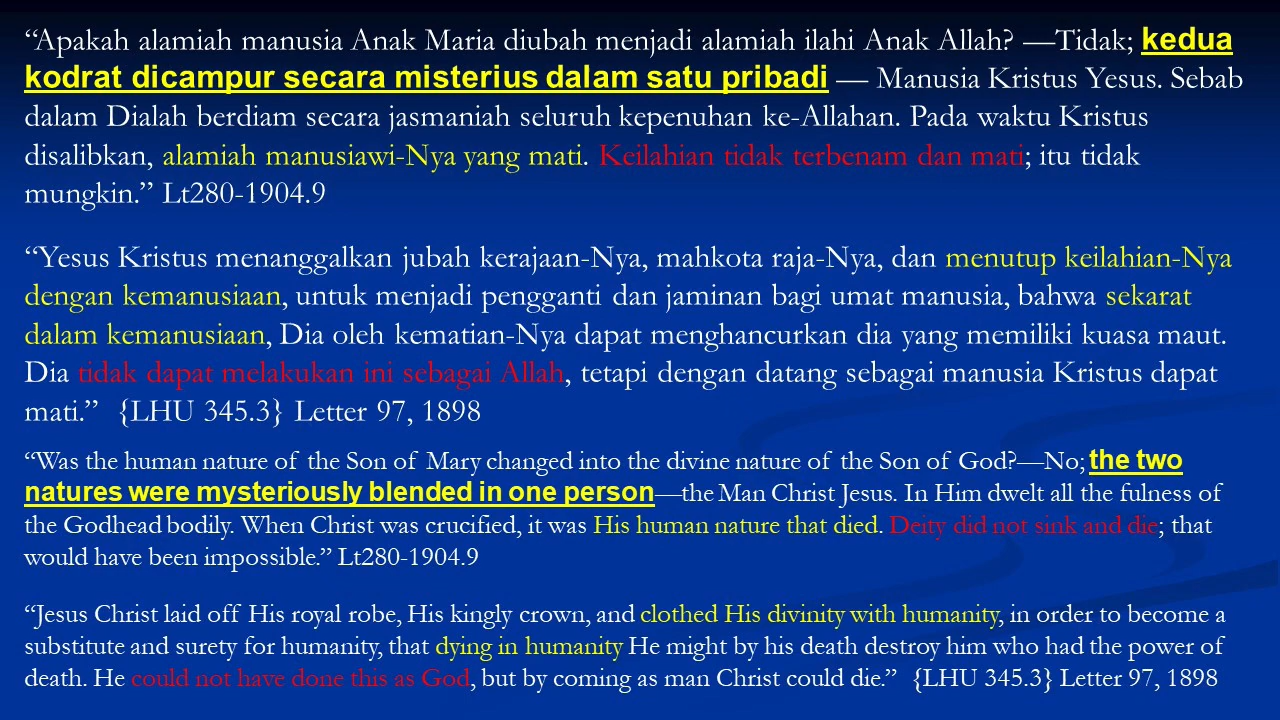 “Apakah alamiah manusia Anak Maria diubah menjadi alamiah ilahi Anak Allah? —Tidak; kedua
kodrat dicampur secara misterius dalam satu pribadi — Manusia Kristus Yesus. Sebab
dalam Dialah berdiam secara jasmaniah seluruh kepenuhan ke-Allahan. Pada waktu Kristus
disalibkan, alamiah manusiawi-Nya yang mati. Keilahian tidak terbenam dan mati; itu tidak
mungkin.” Lt280-1904.9
“Yesus Kristus menanggalkan jubah kerajaan-Nya, mahkota raja-Nya, dan menutup keilahian-Nya
dengan kemanusiaan, untuk menjadi pengganti dan jaminan bagi umat manusia, bahwa sekarat
dalam kemanusiaan, Dia oleh kematian-Nya dapat menghancurkan dia yang memiliki kuasa maut.
Dia tidak dapat melakukan ini sebagai Allah, tetapi dengan datang sebagai manusia Kristus dapat
mati.” {LHU 345.3} Letter 97, 1898
“Was the human nature of the Son of Mary changed into the divine nature of the Son of God?—No; the two
natures were mysteriously blended in one person—the Man Christ Jesus. In Him dwelt all the fulness of
the Godhead bodily. When Christ was crucified, it was His human nature that died. Deity did not sink and die; that
would have been impossible.” Lt280-1904.9
“Jesus Christ laid off His royal robe, His kingly crown, and clothed His divinity with humanity, in order to become a
substitute and surety for humanity, that dying in humanity He might by his death destroy him who had the power of
death. He could not have done this as God, but by coming as man Christ could die.” {LHU 345.3} Letter 97, 1898